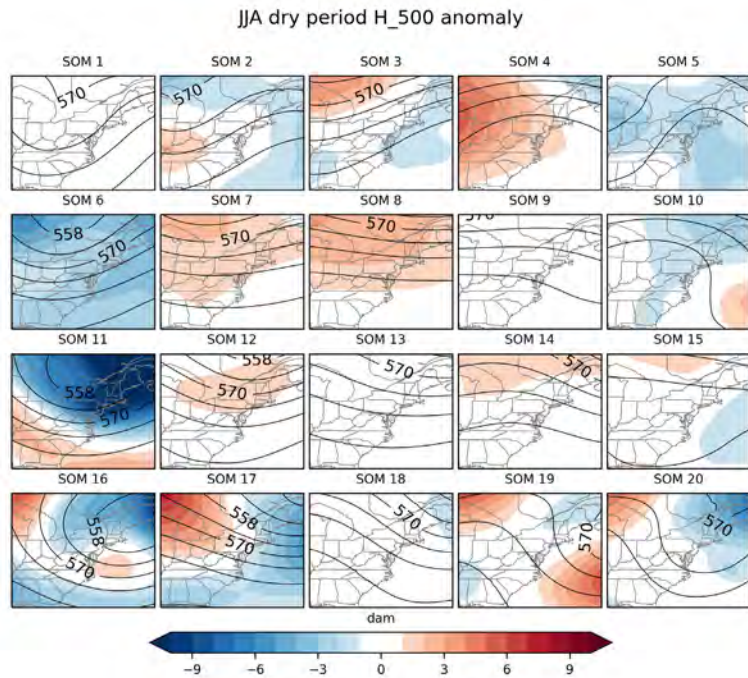 JJA dry period H_500 anomaly
SOM 1 SOM 2 SOM 3 SOM 4 SOM 5
570 570 570 570
SOM 6 SOM 7 SOM 8 SOM 9 SOM 10
558 570 570 570 570
SOM 11 SOM 12 SOM 13 SOM 14 SOM 15
558 570 558 570 570 570
SOM 16 SOM 17 SOM 18 SOM 19 SOM 20
558 570 558 570 570 570 570
dam
−9 −6 −3 0 3 6 9